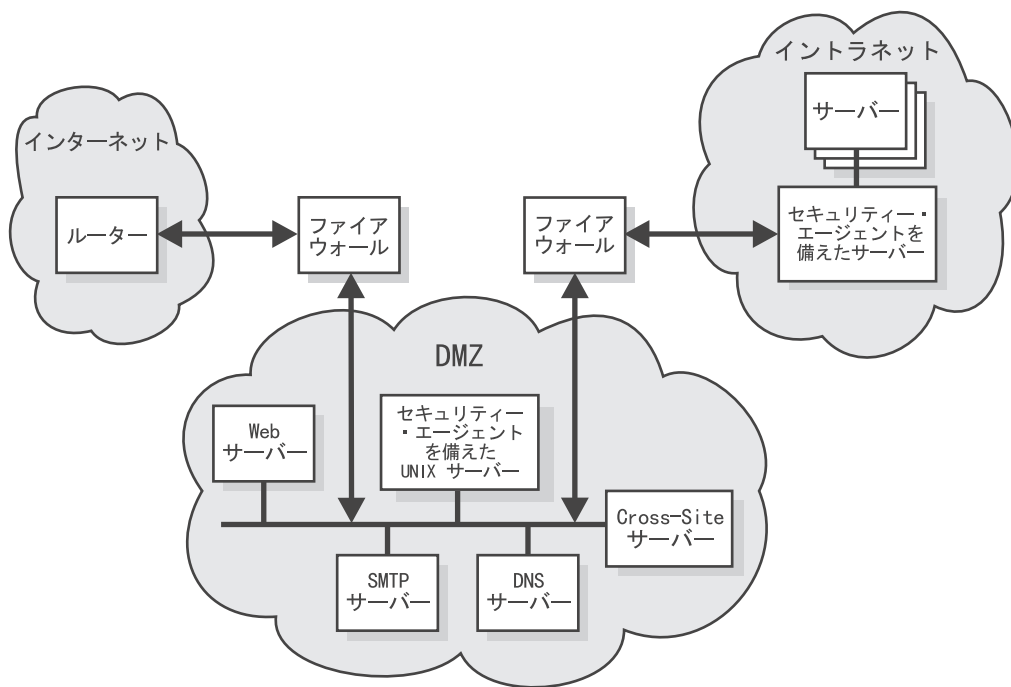 インターネット
ルーター
ファイア
ウォール
ファイア
ウォール
イントラネット
サーバー
セキュリティー・
エージェントを
備えたサーバー
DMZ
Web
サーバー
セキュリティー
・エージェント
を備えた
UNIX サーバー
Cross-Site
サーバー
SMTP
サーバー
DNS
サーバー